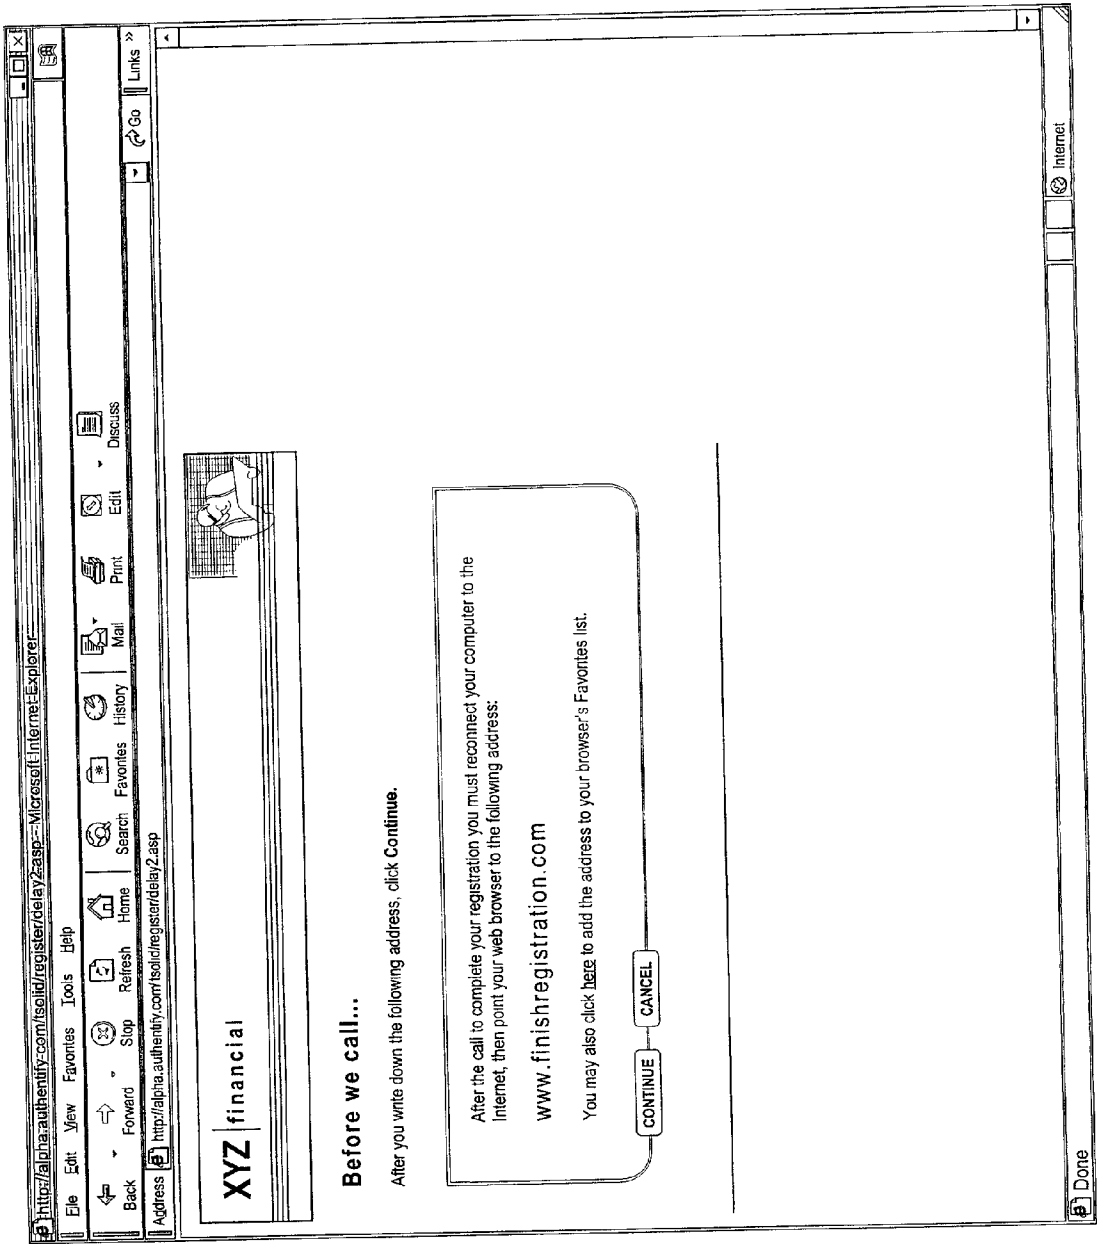 http://alpha.authentify.com/tsolid/register/delay2.asp - Microsoft Internet Explorer
File Edit View Favorites Tools Help
Back Forward Stop Refresh Home Search Favorites History Mail Print Edit Discuss
Address http://alpha.authentify.com/tsolid/register/delay2.asp Go Links »
XYZ financial
Before we call...
After you write down the following address, click Continue.
After the call to complete your registration you must reconnect your computer to the
Internet, then point your web browser to the following address:
www.finishregistration.com
You may also click here to add the address to your browser's Favorites list.
CONTINUE CANCEL
Done Internet